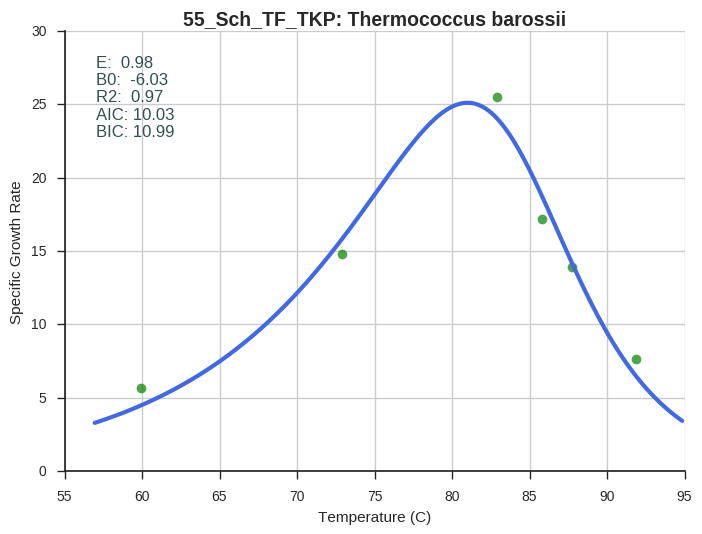 55_Sch_TF_TKP: Thermococcus barossii
30
25
20
15
10
5
0
E:  0.98
B0:  -6.03
R2:  0.97
AIC: 10.03
BIC: 10.99
Specific Growth Rate
55 60 65 70 75 80 85 90 95
Temperature (C)